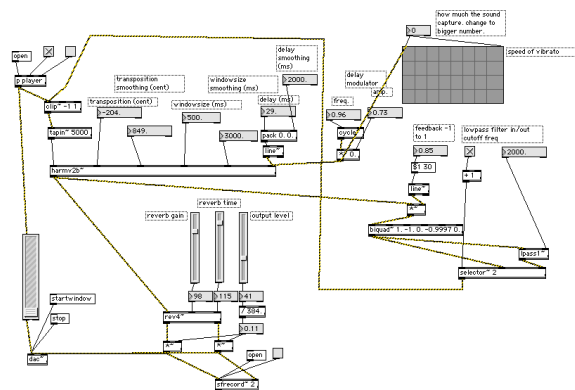 how much the sound
capture. change to
bigger number.
>0
speed of vibrato
open
p player
clip~ -1 1.
tapin~ 5000.
transposition
smoothing (cent)
transposition (cent)
>-204.
>849.
windowsize
smoothing (ms)
windowsize (ms)
>500.
>3000.
delay
smoothing
(ms)
>2000.
delay (ms)
>29.
pack 0. 0.
line~
harmv2b~
delay
modulator
freq.
amp.
>0.96
>0.73
cycle~
*~ 0.
feedback -1
to 1
>0.85
$1 30
line~
*~
lowpass filter in/out
cutoff freq
>2000.
+ 1
biquad~ 1. -1. 0. -0.9997 0.
lpass1~
selector~ 2
reverb time
reverb gain
output level
>98
>115
>41
/ 384.
rev4~
>0.11
*~
*~
startwindow
stop
dac~
open
sfrecord~ 2